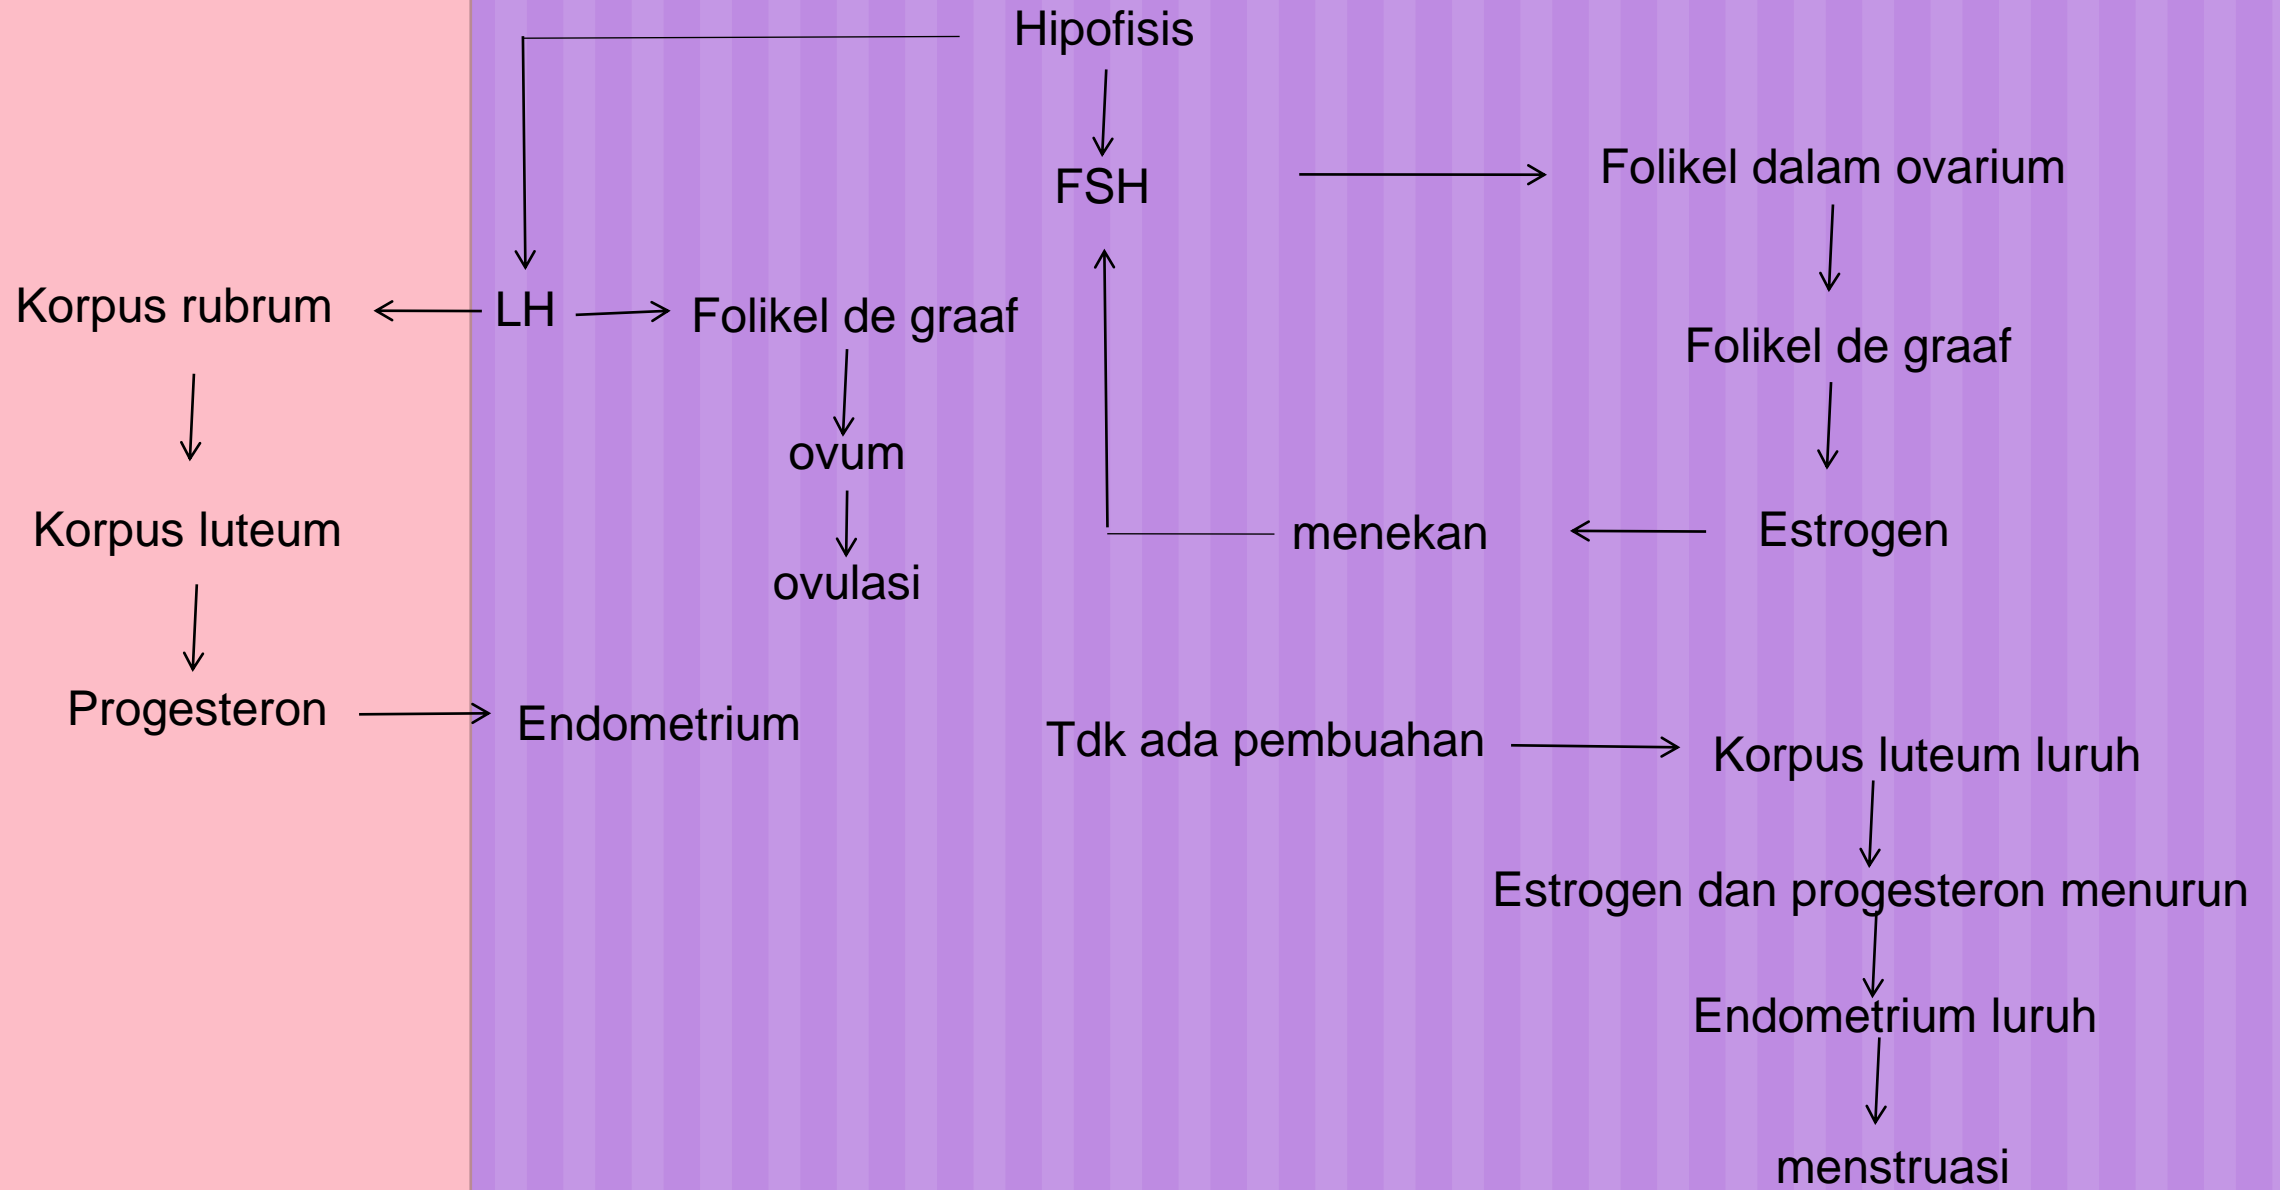 Hipofisis
FSH
Folikel dalam ovarium
Korpus rubrum
LH
Folikel de graaf
Folikel de graaf
ovum
Korpus luteum
menekan
Estrogen
ovulasi
Progesteron
Endometrium
Tdk ada pembuahan
Korpus luteum luruh
Estrogen dan progesteron menurun
Endometrium luruh
menstruasi